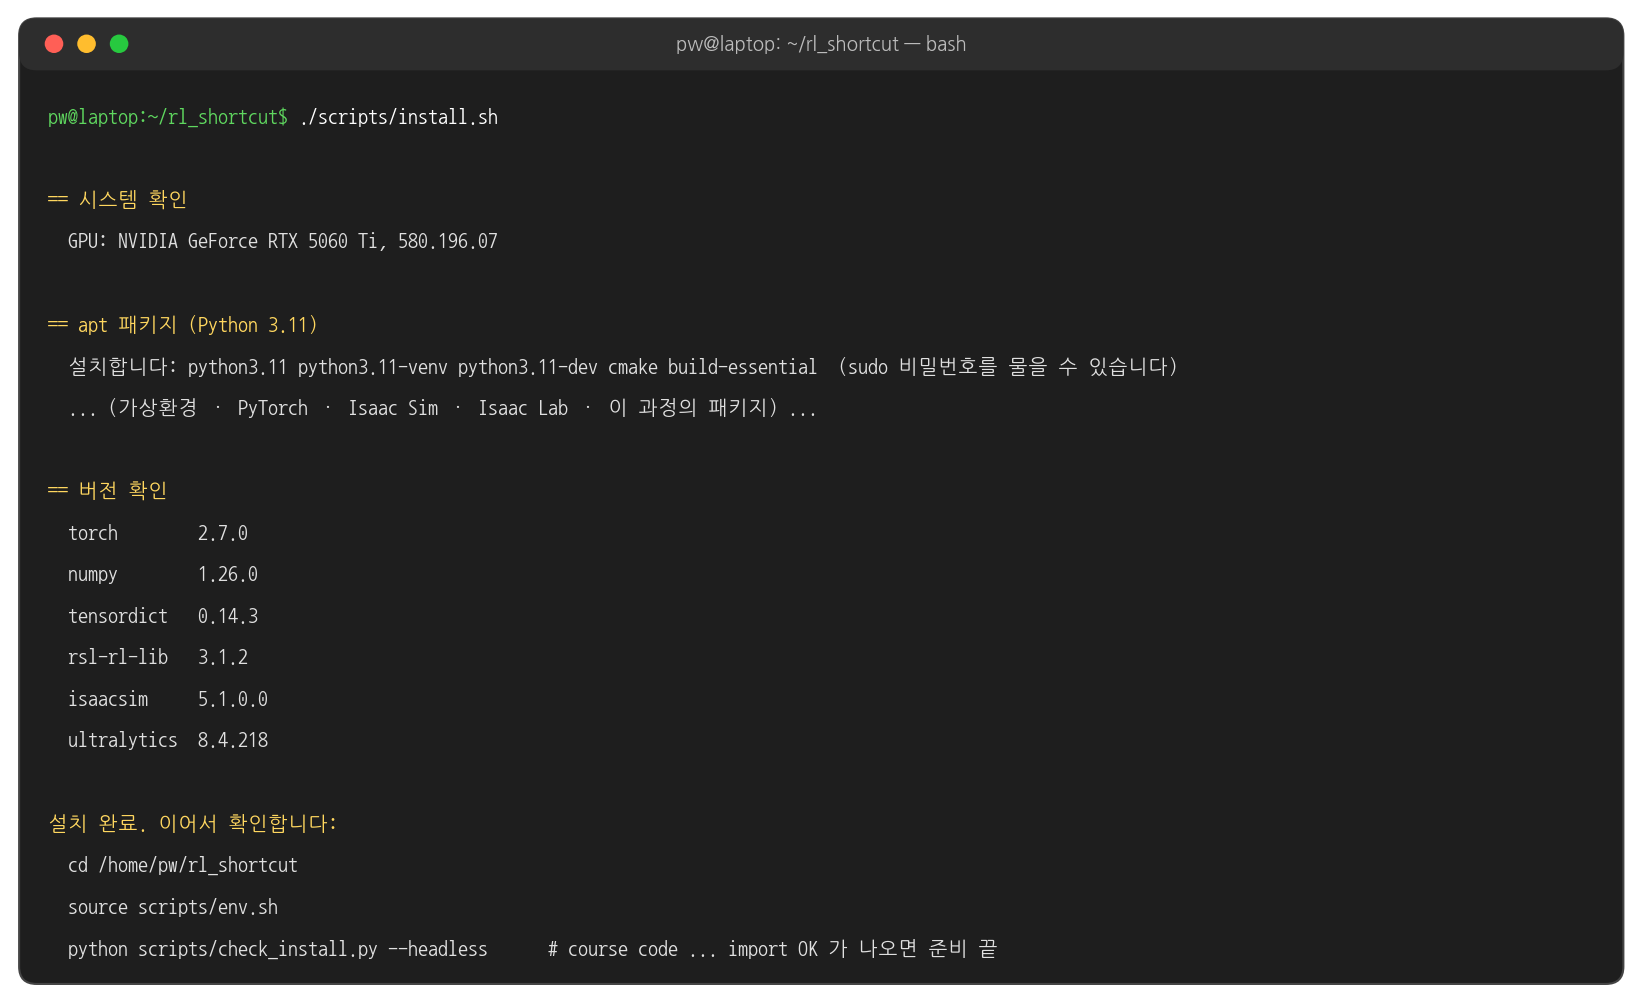 pw@laptop: ~/rl_shortcut — bash
pw@laptop:~/rl_shortcut$ ./scripts/install.sh
== 시스템 확인
GPU: NVIDIA GeForce RTX 5060 Ti, 580.196.07
== apt 패키지 (Python 3.11)
설치합니다: python3.11 python3.11-venv python3.11-dev cmake build-essential  (sudo 비밀번호를 물을 수 있습니다)
... (가상환경 · PyTorch · Isaac Sim · Isaac Lab · 이 과정의 패키지) ...
== 버전 확인
torch        2.7.0
numpy        1.26.0
tensordict   0.14.3
rsl-rl-lib   3.1.2
isaacsim     5.1.0.0
ultralytics  8.4.218
설치 완료. 이어서 확인합니다:
cd /home/pw/rl_shortcut
source scripts/env.sh
python scripts/check_install.py --headless      # course code ... import OK 가 나오면 준비 끝